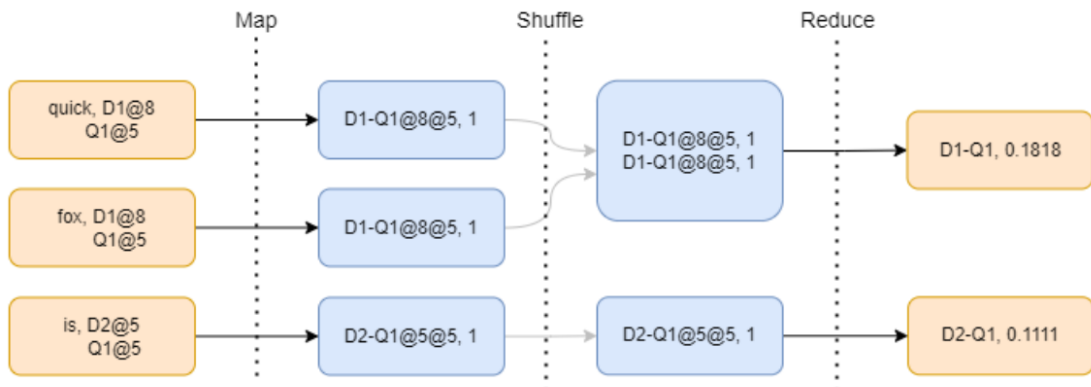 Map
Shuffle
Reduce
quick, D1@8
Q1@5
D1-Q1@8@5, 1
D1-Q1@8@5, 1
D1-Q1@8@5, 1
D1-Q1, 0.1818
fox, D1@8
Q1@5
D1-Q1@8@5, 1
is, D2@5
Q1@5
D2-Q1@5@5, 1
D2-Q1@5@5, 1
D2-Q1, 0.1111